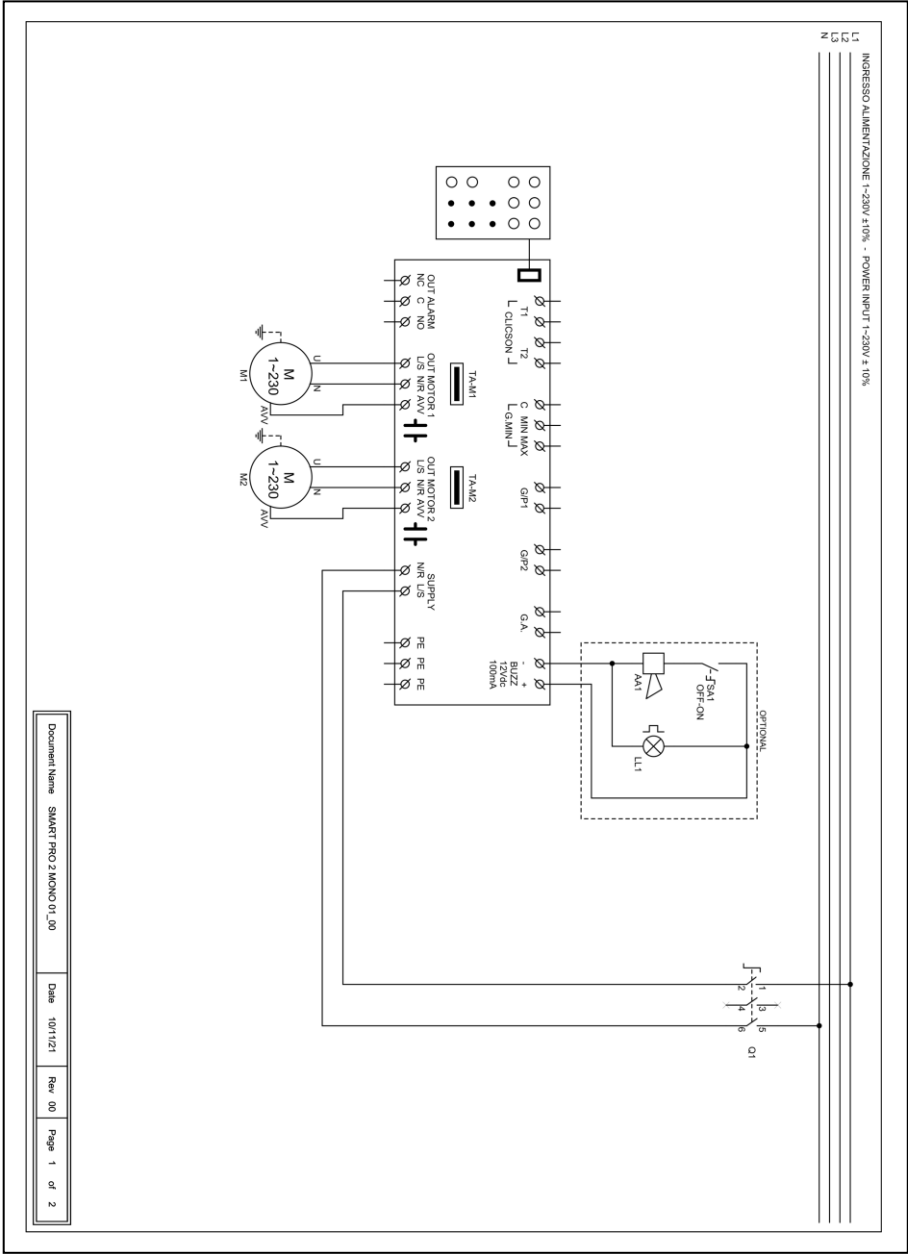 INGRESSO ALIMENTAZIONE 1~230V ±10% - POWER INPUT 1~230V ± 10%
L1
L2
L3
N
Q1
1 3 5
2 4 6
OPTIONAL
SA1
OFF-ON
AA1
LL1
T1 T2
CLICSON
C MIN MAX
G.MIN
G/P1
G/P2
G.A.
- +
BUZZ
12Vdc
100mA
TA-M1
TA-M2
OUT ALARM
NC C NO
OUT MOTOR 1
L/S N/R AVV
OUT MOTOR 2
L/S N/R AVV
SUPPLY
N/R L/S
PE PE PE
U N AVV
M
1~230
M1
U N AVV
M
1~230
M2
Document Name SMART PRO 2 MONO 01_00 Date 10/11/21 Rev 00 Page 1 of 2